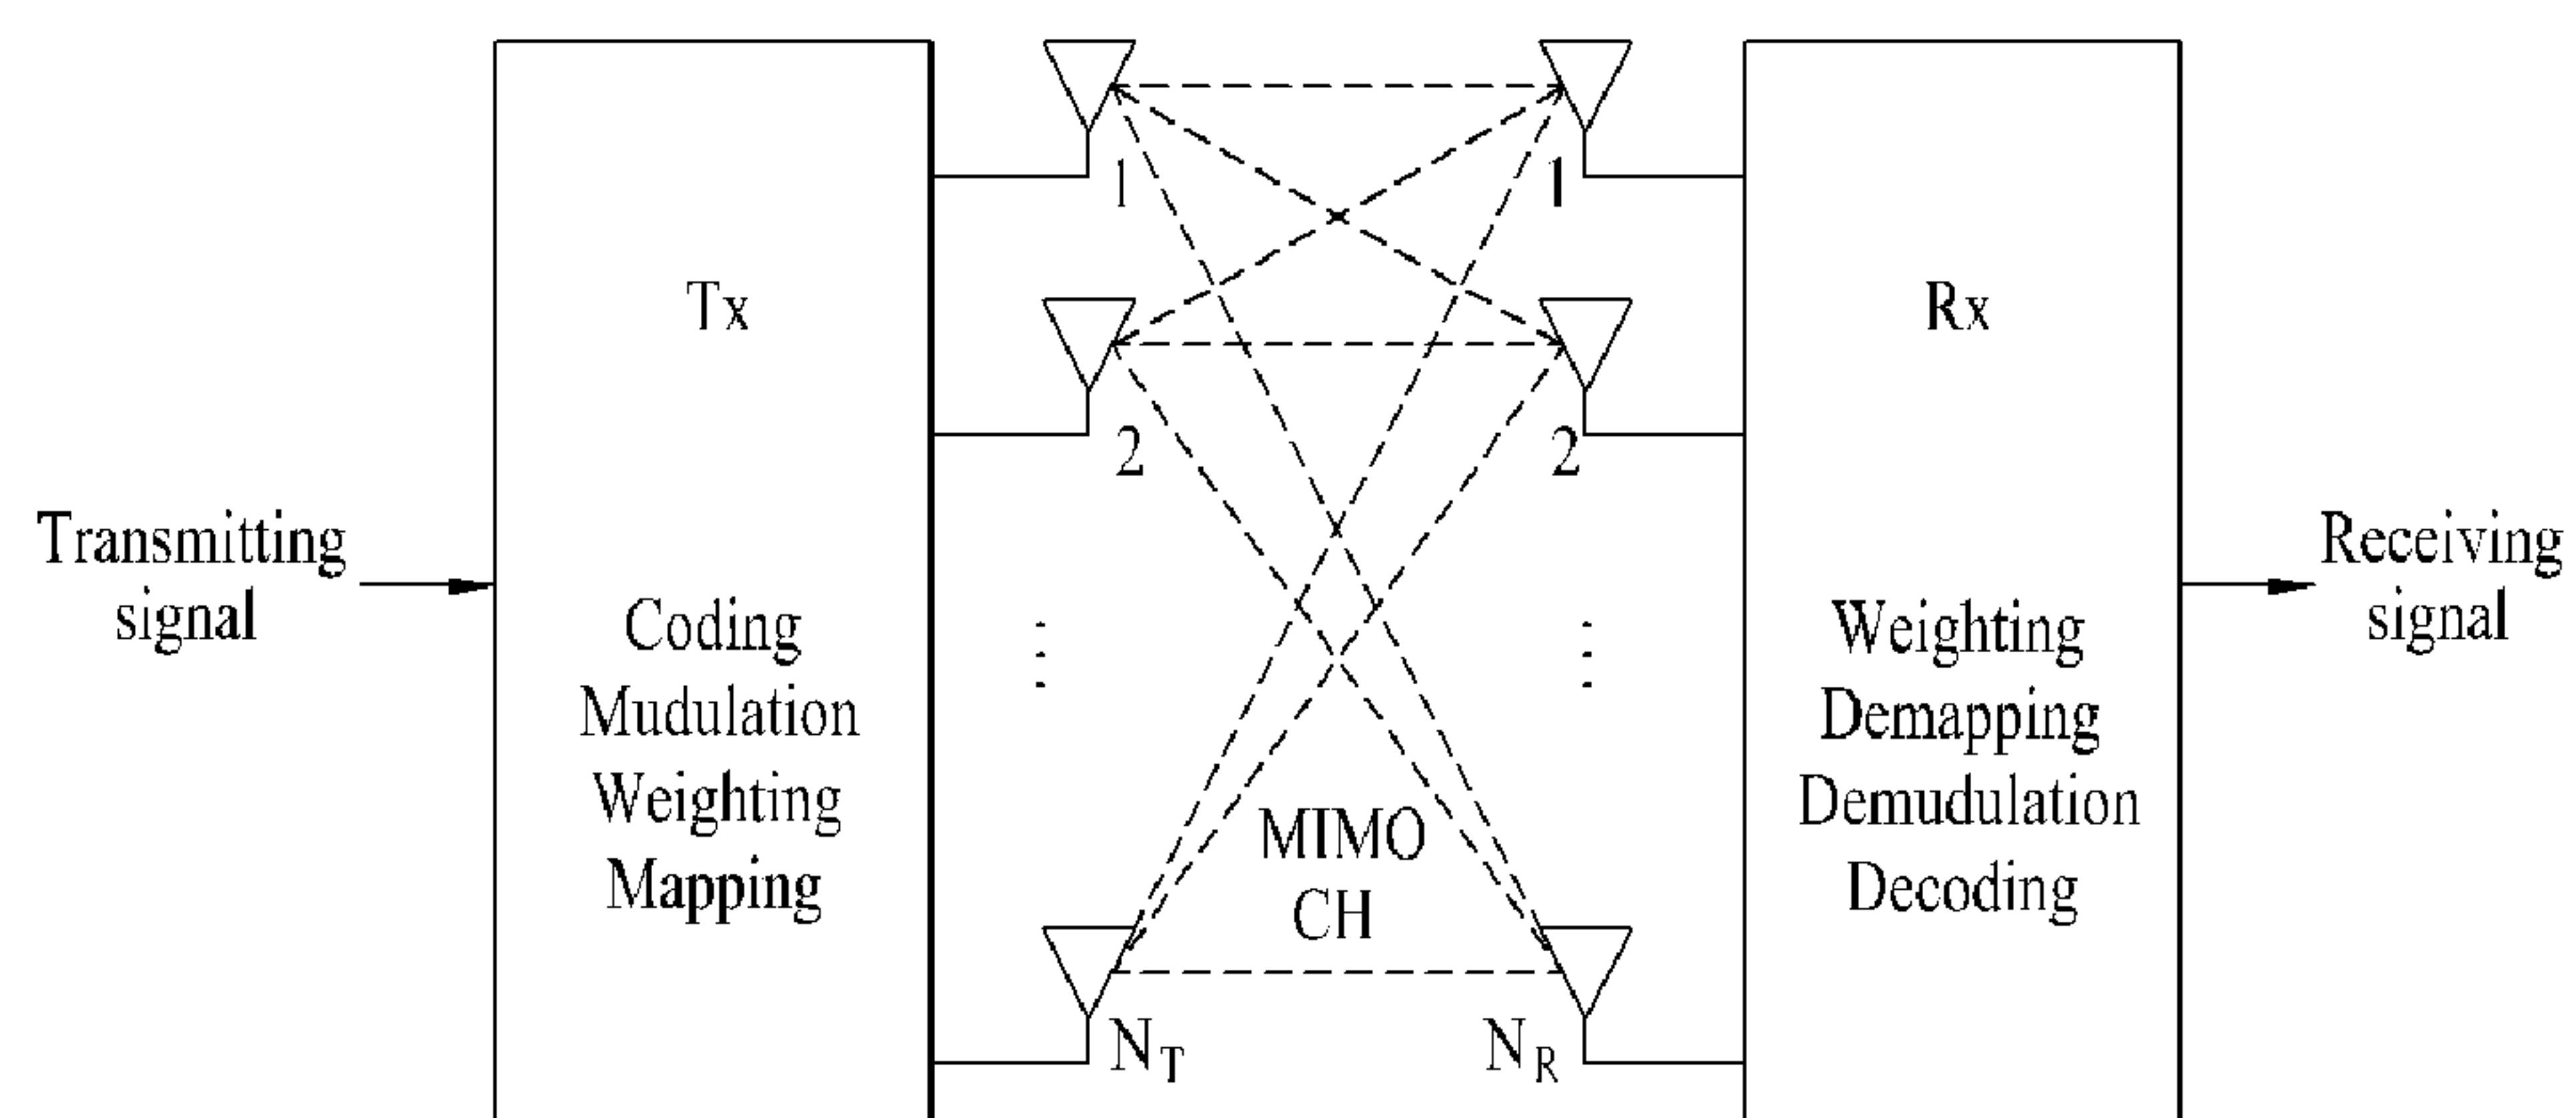 Transmitting
signal
Tx
Coding
Mudulation
Weighting
Mapping
1
2
N_T
1
2
N_R
MIMO
CH
Rx
Weighting
Demapping
Demudulation
Decoding
Receiving
signal